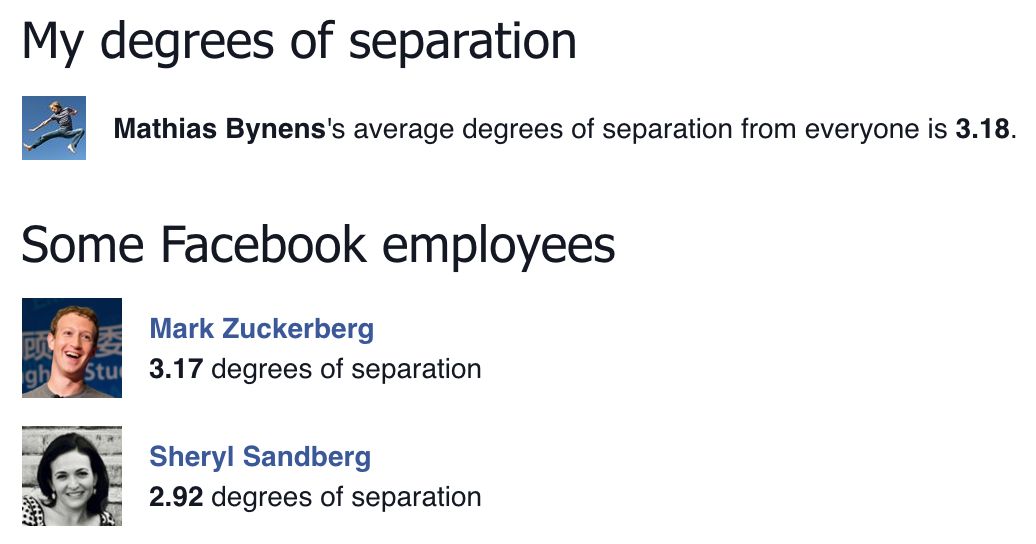 My degrees of separation
Mathias Bynens's average degrees of separation from everyone is 3.18.
Some Facebook employees
Mark Zuckerberg
3.17 degrees of separation
Sheryl Sandberg
2.92 degrees of separation